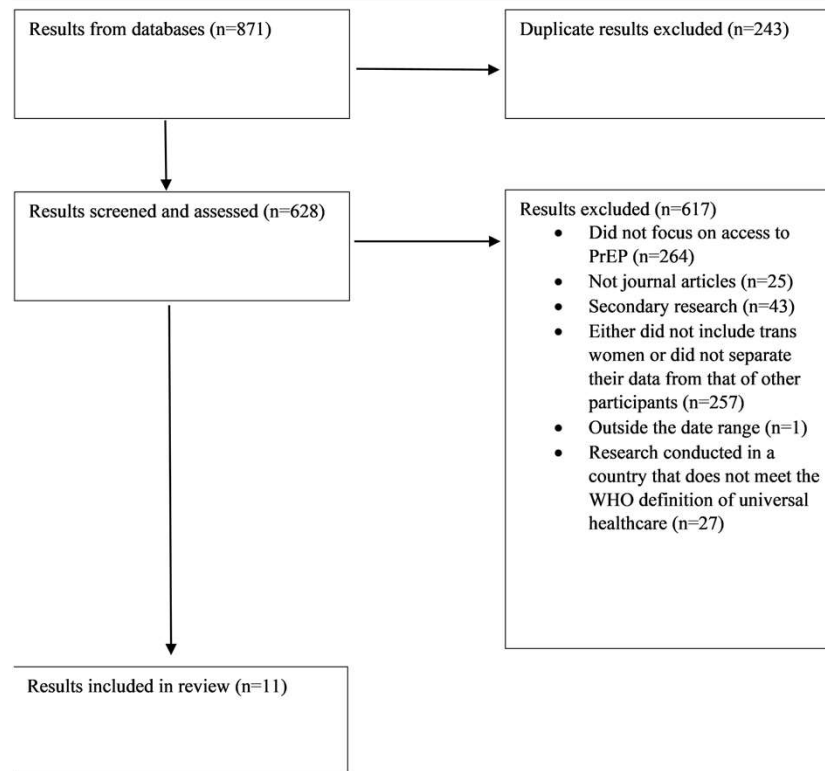 Results from databases (n=871)
Duplicate results excluded (n=243)
Results screened and assessed (n=628)
Results excluded (n=617)
• Did not focus on access to
PrEP (n=264)
• Not journal articles (n=25)
• Secondary research (n=43)
• Either did not include trans
women or did not separate
their data from that of other
participants (n=257)
• Outside the date range (n=1)
• Research conducted in a
country that does not meet the
WHO definition of universal
healthcare (n=27)
Results included in review (n=11)